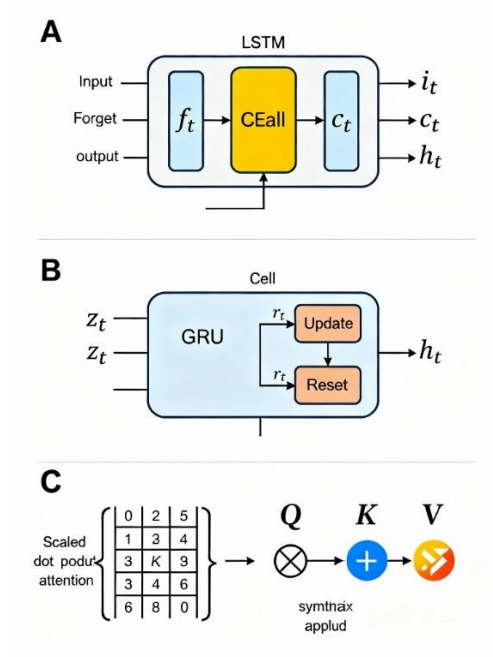 A
LSTM
Input
Forget
output
f_t
CEall
c_t
i_t
c_t
h_t
B
Cell
z_t
z_t
GRU
r_t
Update
r_t
Reset
h_t
C
Scaled
dot podu'
attention
0 2 5
1 3 4
3 K 9
3 4 6
6 8 0
Q K V
symthaix
applud